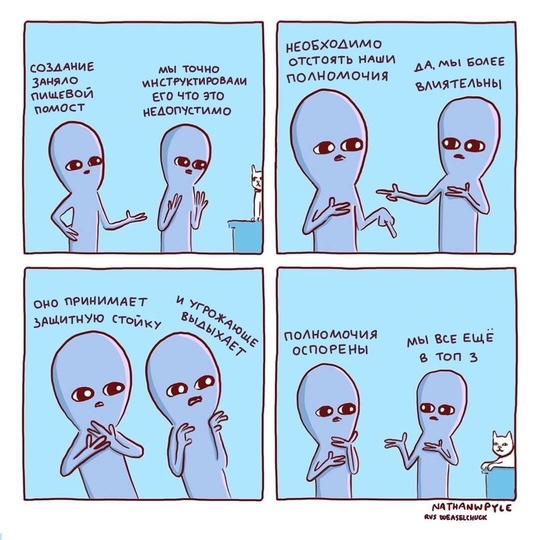 СОЗДАНИЕ
ЗАНЯЛО
ПИЩЕВОЙ
ПОМОСТ
МЫ ТОЧНО
ИНСТРУКТИРОВАЛИ
ЕГО ЧТО ЭТО
НЕДОПУСТИМО
НЕОБХОДИМО
ОТСТОЯТЬ НАШИ
ПОЛНОМОЧИЯ
ДА, МЫ БОЛЕЕ
ВЛИЯТЕЛЬНЫ
ОНО ПРИНИМАЕТ
ЗАЩИТНУЮ СТОЙКУ
И УГРОЖАЮЩЕ
ВЫДЫХАЕТ
ПОЛНОМОЧИЯ
ОСПОРЕНЫ
МЫ ВСЕ ЕЩЁ
В ТОП 3
NATHANWPYLE
RVS WEASELCHUCK